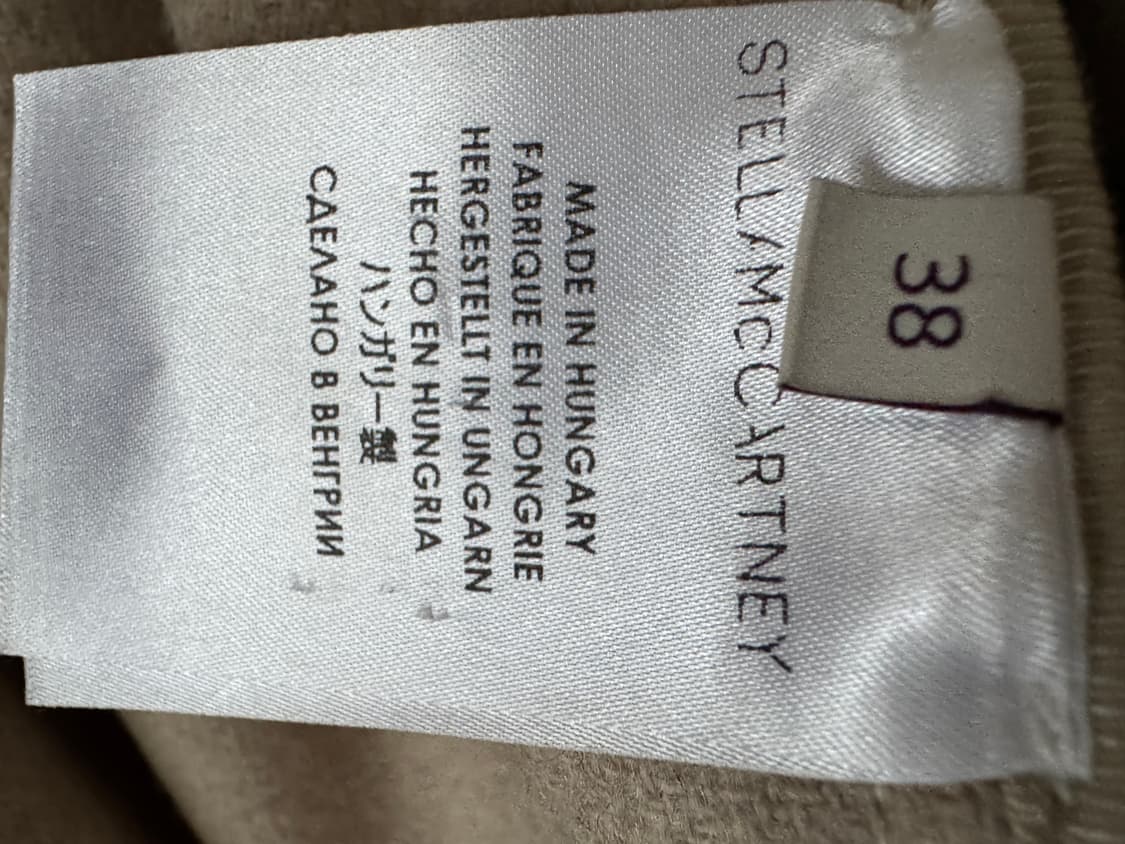 38
STELLA MCCARTNEY
MADE IN HUNGARY
FABRIQUE EN HONGRIE
HERGESTELLT IN UNGARN
HECHO EN HUNGRIA
ハンガリー製
СДЕЛАНО В ВЕНГРИИ